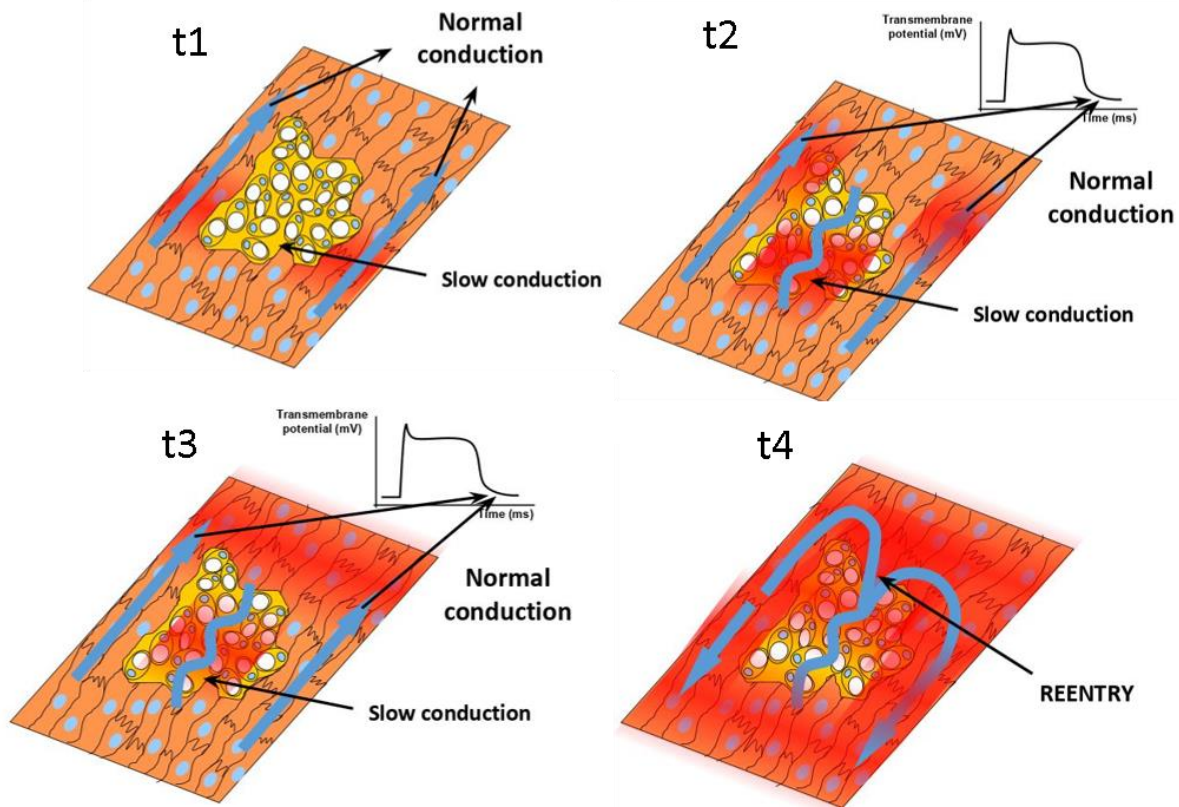 t1
Normal
conduction
Slow conduction
t2
Transmembrane
potential (mV)
Time (ms)
Normal
conduction
Slow conduction
t3
Transmembrane
potential (mV)
Time (ms)
Normal
conduction
Slow conduction
t4
REENTRY